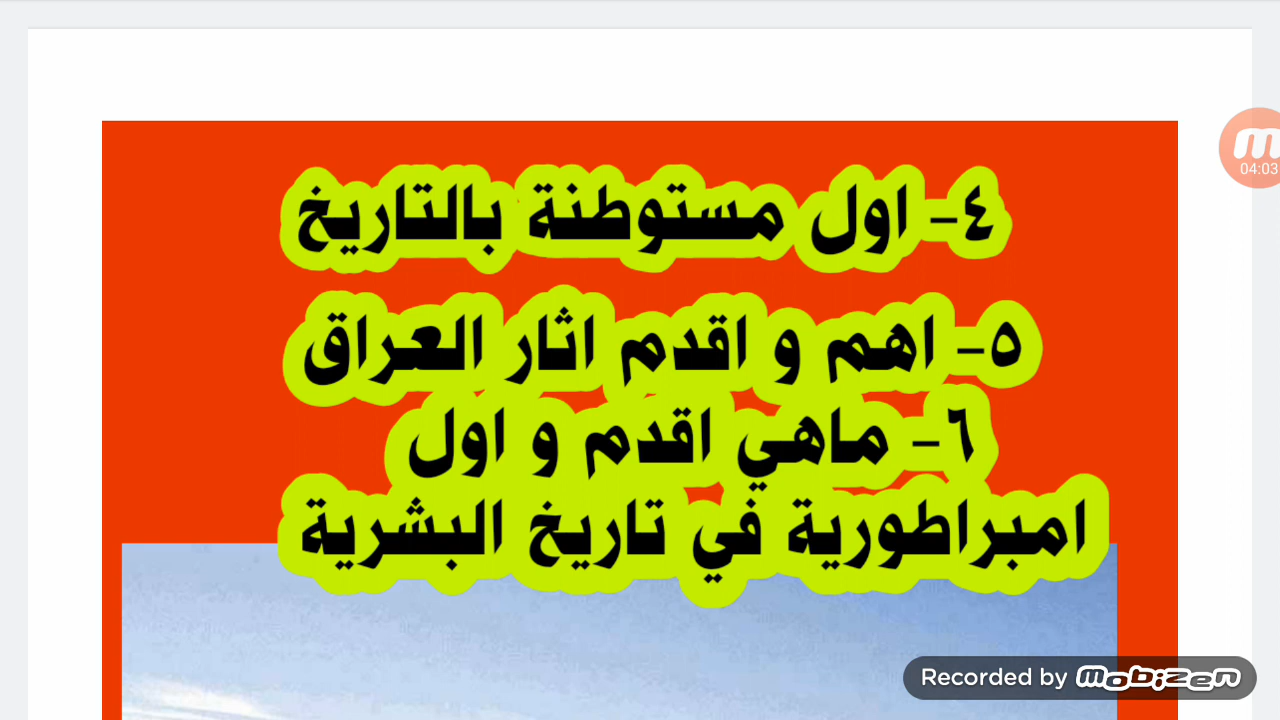 ٤- اول مستوطنة بالتاريخ
٥- اهم و اقدم اثار العراق
٦- ماهي اقدم و اول
امبراطورية في تاريخ البشرية
m
04:03
Recorded by mobizen